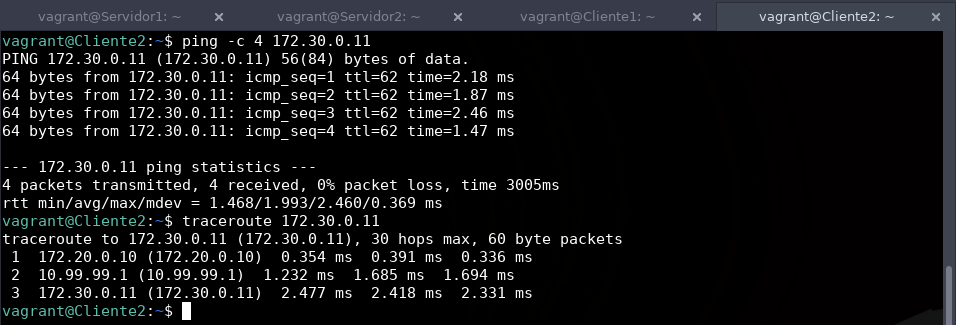 vagrant@Servidor1: ~ × vagrant@Servidor2: ~ × vagrant@Cliente1: ~ × vagrant@Cliente2: ~ ×
vagrant@Cliente2:~$ ping -c 4 172.30.0.11
PING 172.30.0.11 (172.30.0.11) 56(84) bytes of data.
64 bytes from 172.30.0.11: icmp_seq=1 ttl=62 time=2.18 ms
64 bytes from 172.30.0.11: icmp_seq=2 ttl=62 time=1.87 ms
64 bytes from 172.30.0.11: icmp_seq=3 ttl=62 time=2.46 ms
64 bytes from 172.30.0.11: icmp_seq=4 ttl=62 time=1.47 ms

--- 172.30.0.11 ping statistics ---
4 packets transmitted, 4 received, 0% packet loss, time 3005ms
rtt min/avg/max/mdev = 1.468/1.993/2.460/0.369 ms
vagrant@Cliente2:~$ traceroute 172.30.0.11
traceroute to 172.30.0.11 (172.30.0.11), 30 hops max, 60 byte packets
 1  172.20.0.10 (172.20.0.10)  0.354 ms  0.391 ms  0.336 ms
 2  10.99.99.1 (10.99.99.1)  1.232 ms  1.685 ms  1.694 ms
 3  172.30.0.11 (172.30.0.11)  2.477 ms  2.418 ms  2.331 ms
vagrant@Cliente2:~$